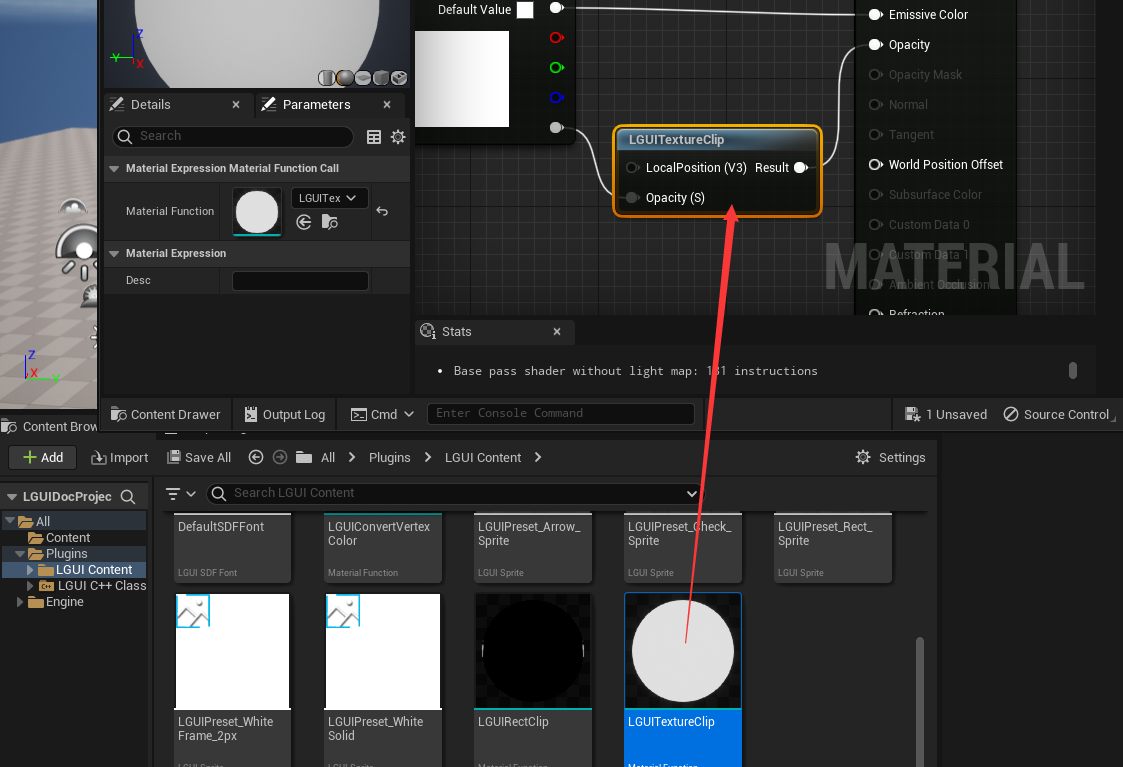 Default Value
Emissive Color
Opacity
Opacity Mask
Normal
Tangent
World Position Offset
Subsurface Color
Custom Data 0
Custom Data 1
Ambient Occlusion
Refraction
MATERIAL
LGUITextureClip
LocalPosition (V3) Result
Opacity (S)
Z
Y
X
Details
Parameters
Search
Material Expression Material Function Call
Material Function
LGUITex
Material Expression
Desc
Z
X
Y
Stats
• Base pass shader without light map: 131 instructions
Content Drawer
Output Log
Cmd
Enter Console Command
1 Unsaved
Source Control
Content Brow
Add
Import
Save All
All
Plugins
LGUI Content
Settings
LGUIDocProjec
Search LGUI Content
All
Content
Plugins
LGUI Content
LGUI C++ Class
Engine
DefaultSDFFont
LGUI SDF Font
LGUIConvertVertex
Color
Material Function
LGUIPreset_Arrow_
Sprite
LGUI Sprite
LGUIPreset_Check_
Sprite
LGUI Sprite
LGUIPreset_Rect_
Sprite
LGUI Sprite
LGUIPreset_White
Frame_2px
LGUI Sprite
LGUIPreset_White
Solid
LGUI Sprite
LGUIRectClip
Material Function
LGUITextureClip
Material Function